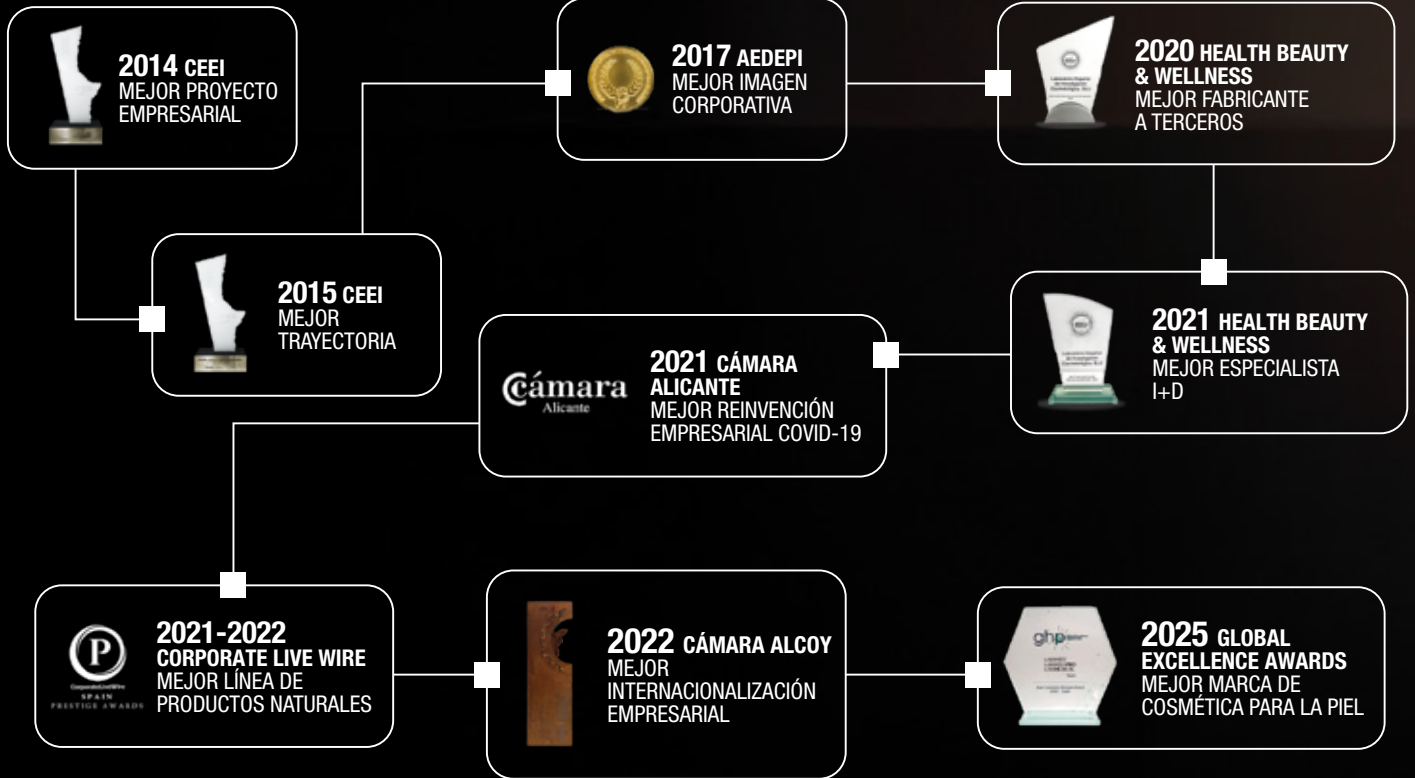 2014 CEEI
MEJOR PROYECTO
EMPRESARIAL
2015 CEEI
MEJOR
TRAYECTORIA
2017 AEDEPI
MEJOR IMAGEN
CORPORATIVA
2020 HEALTH BEAUTY
& WELLNESS
MEJOR FABRICANTE
A TERCEROS
2021 HEALTH BEAUTY
& WELLNESS
MEJOR ESPECIALISTA
I+D
cámara
Alicante
2021 CÁMARA
ALICANTE
MEJOR REINVENCIÓN
EMPRESARIAL COVID-19
P
CorporateLiveWire
SPAIN
PRESTIGE AWARDS
2021-2022
CORPORATE LIVE WIRE
MEJOR LÍNEA DE
PRODUCTOS NATURALES
2022 CÁMARA ALCOY
MEJOR
INTERNACIONALIZACIÓN
EMPRESARIAL
ghp
2025 GLOBAL
EXCELLENCE AWARDS
MEJOR MARCA DE
COSMÉTICA PARA LA PIEL